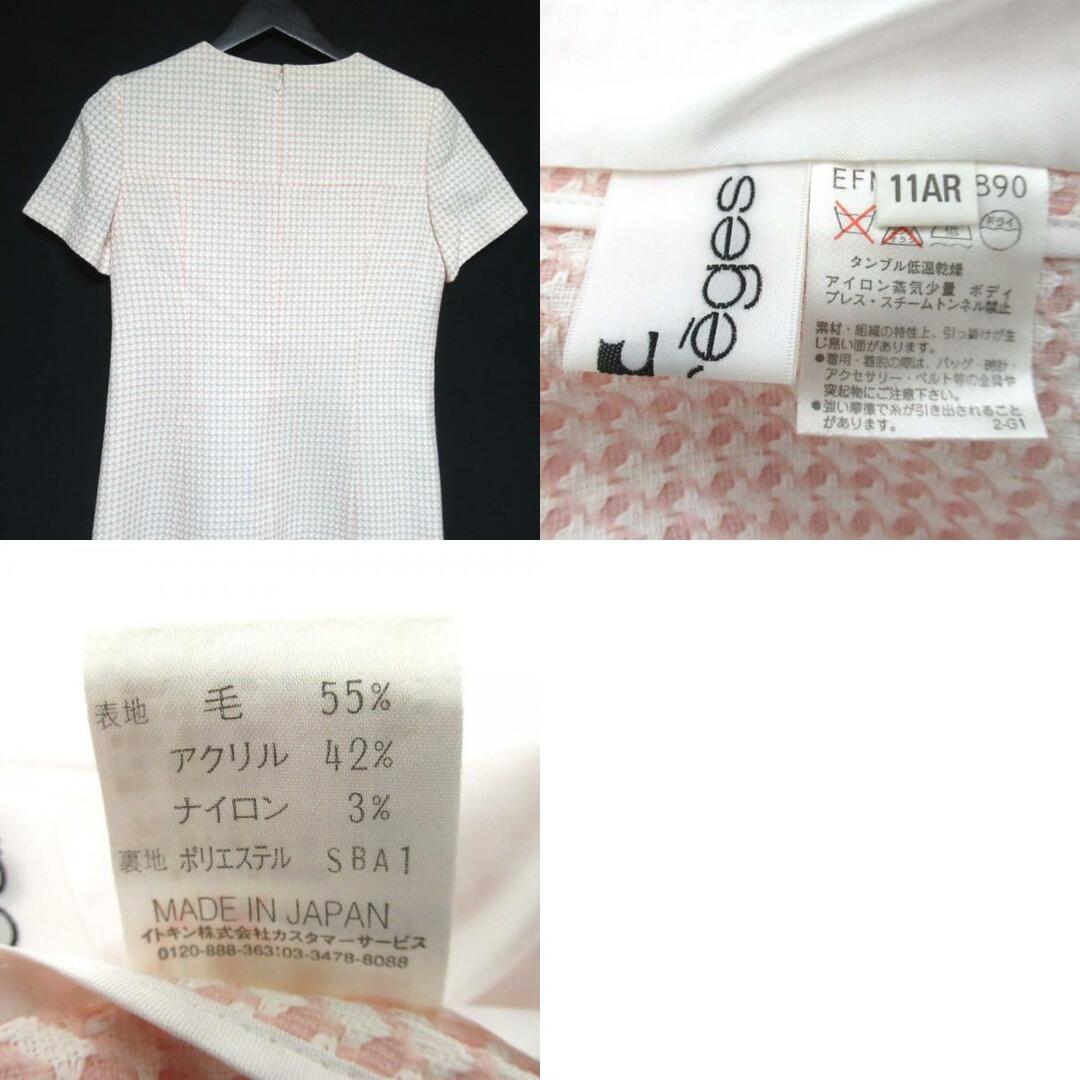 èges
EF 11AR 890
ドライ
タンブル低温乾燥
アイロン蒸気少量 ボディ
プレス・スチームトンネル禁止
素材・組織の特性上、引っ掛けが生
じ易い面があります。
●着用・着脱の際は、バッグ・時計・
アクセサリー・ベルト等の金具や
突起物にご注意下さい。
●強い摩擦で糸が引き出されること
があります。 2-G1
表地 毛 55%
アクリル 42%
ナイロン 3%
裏地 ポリエステル SBA1
MADE IN JAPAN
イトキン株式会社カスタマーサービス
0120-888-363:03-3478-8088